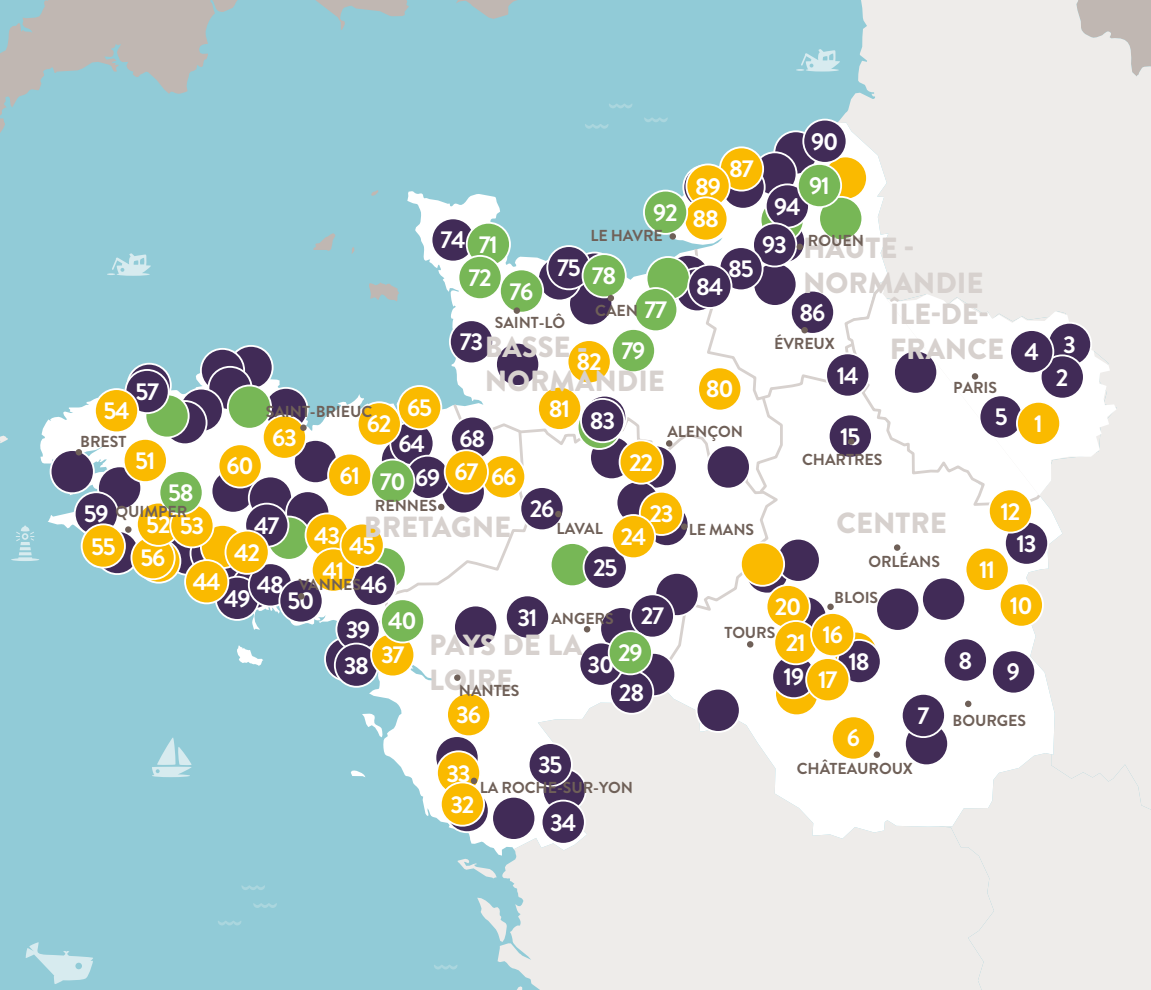 90
87
89
91
94
92
88
LE HAVRE
93
ROUEN
74
71
HAUTE -
NORMANDIE
75
78
85
72
76
84
CAEN
77
86
SAINT-LÔ
ÎLE-DE-
FRANCE
ÉVREUX
73
BASSE -
NORMANDIE
79
82
4
3
2
14
PARIS
57
80
54
65
SAINT-BRIEUC
62
81
83
5
1
63
64
68
ALENÇON
15
CHARTRES
BREST
51
60
61
70
69
67
66
22
58
RENNES
59
QUIMPER
52
53
47
43
BRETAGNE
26
LAVAL
23
LE MANS
24
CENTRE
12
13
55
56
42
45
ORLÉANS
41
44
VANNES
46
25
11
49
48
50
20
BLOIS
10
39
40
31
ANGERS
27
TOURS
21
16
38
37
PAYS DE LA
LOIRE
30
29
28
19
17
18
8
9
NANTES
36
7
BOURGES
6
CHÂTEAUROUX
33
35
LA ROCHE-SUR-YON
32
34